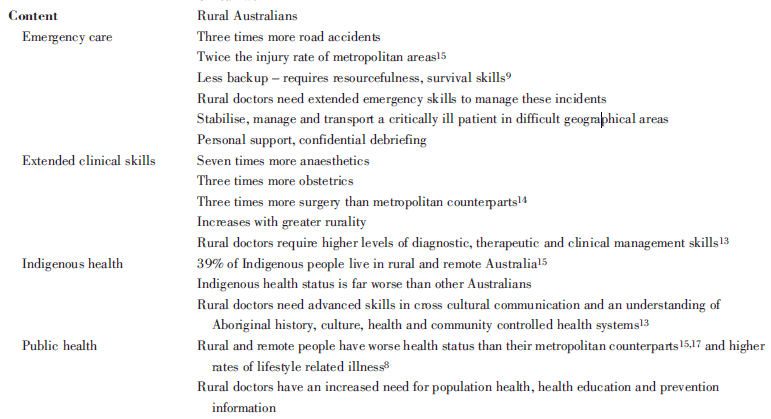 Content Rural Australians
Emergency care Three times more road accidents
Twice the injury rate of metropolitan areas15
Less backup – requires resourcefulness, survival skills9
Rural doctors need extended emergency skills to manage these incidents
Stabilise, manage and transport a critically ill patient in difficult geographical areas
Personal support, confidential debriefing
Extended clinical skills Seven times more anaesthetics
Three times more obstetrics
Three times more surgery than metropolitan counterparts14
Increases with greater rurality
Rural doctors require higher levels of diagnostic, therapeutic and clinical management skills13
Indigenous health 39% of Indigenous people live in rural and remote Australia15
Indigenous health status is far worse than other Australians
Rural doctors need advanced skills in cross cultural communication and an understanding of
Aboriginal history, culture, health and community controlled health systems13
Public health Rural and remote people have worse health status than their metropolitan counterparts15,17 and higher
rates of lifestyle related illness8
Rural doctors have an increased need for population health, health education and prevention
information